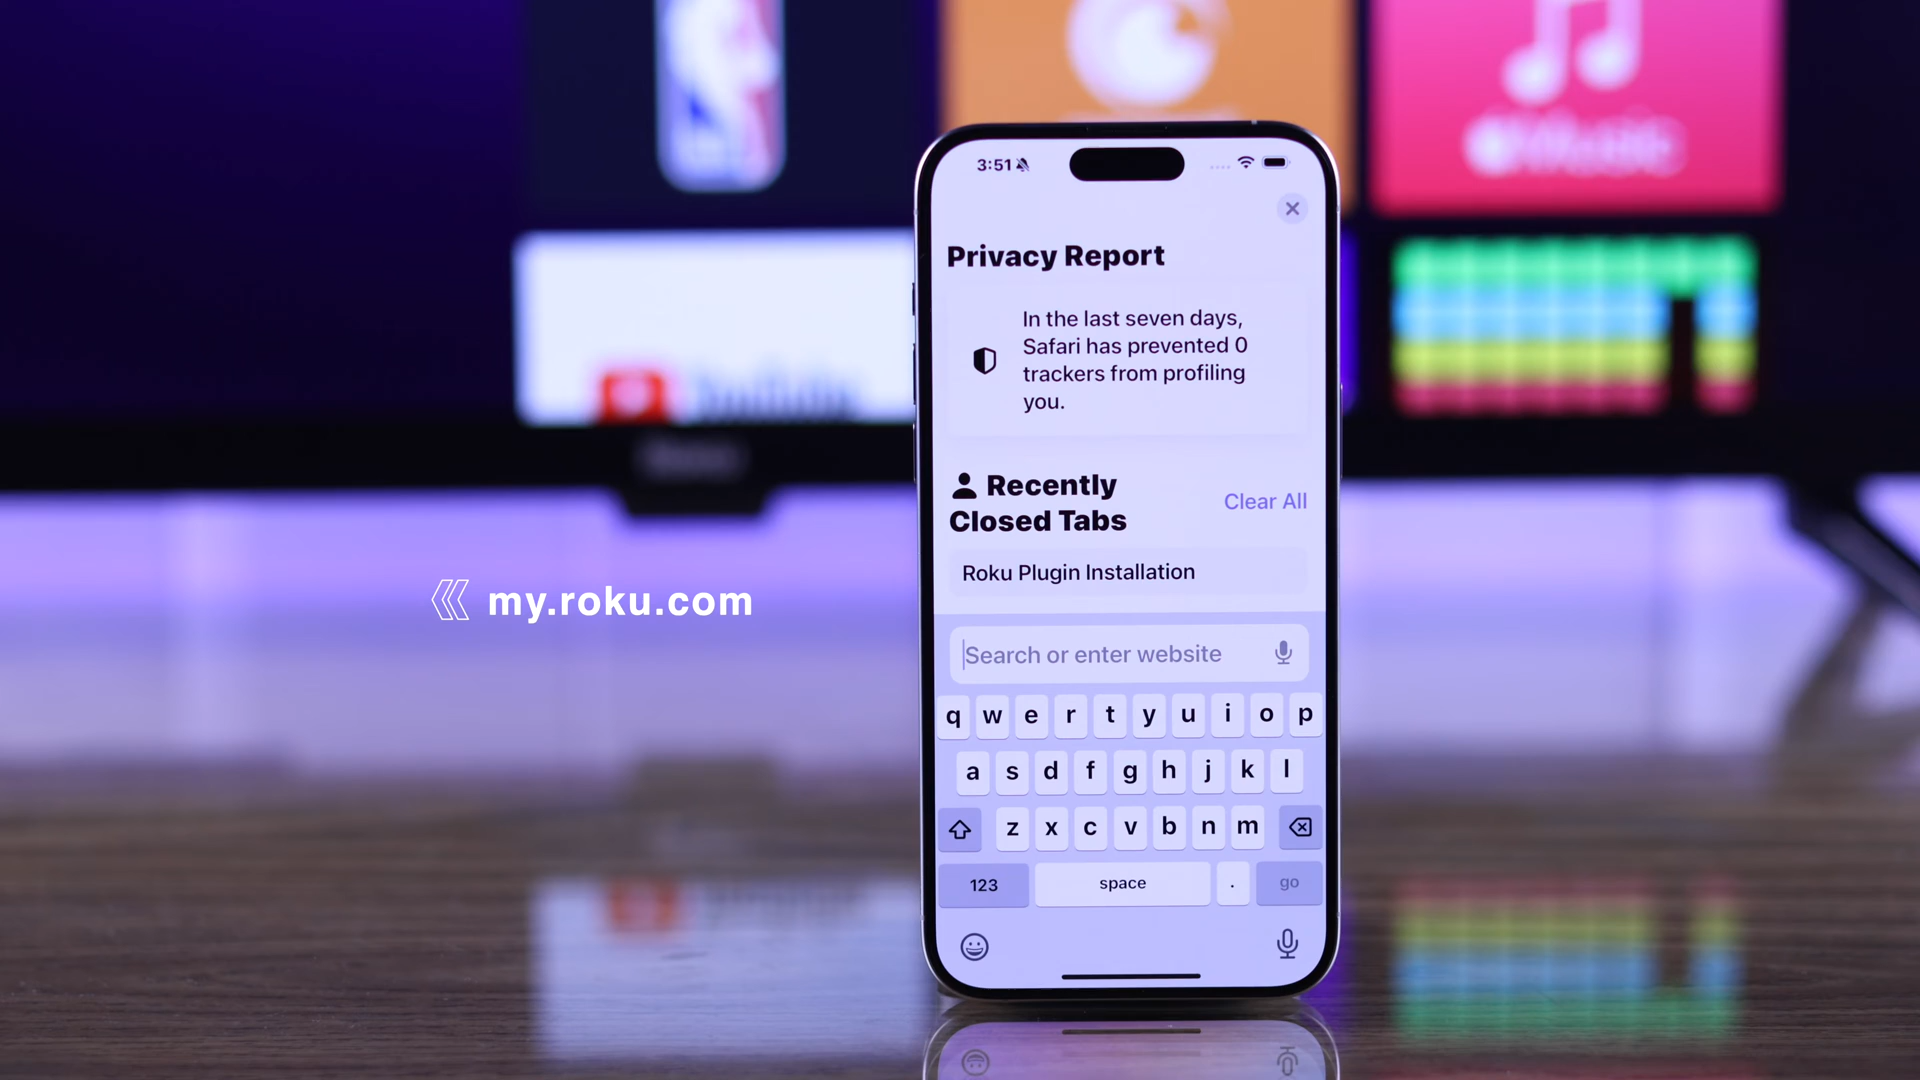 Music
3:51
Privacy Report
In the last seven days,
Safari has prevented 0
trackers from profiling
you.
Recently
Closed Tabs
Clear All
Roku Plugin Installation
my.roku.com
Search or enter website
q w e r t y u i o p
a s d f g h j k l
z x c v b n m
123 space . go